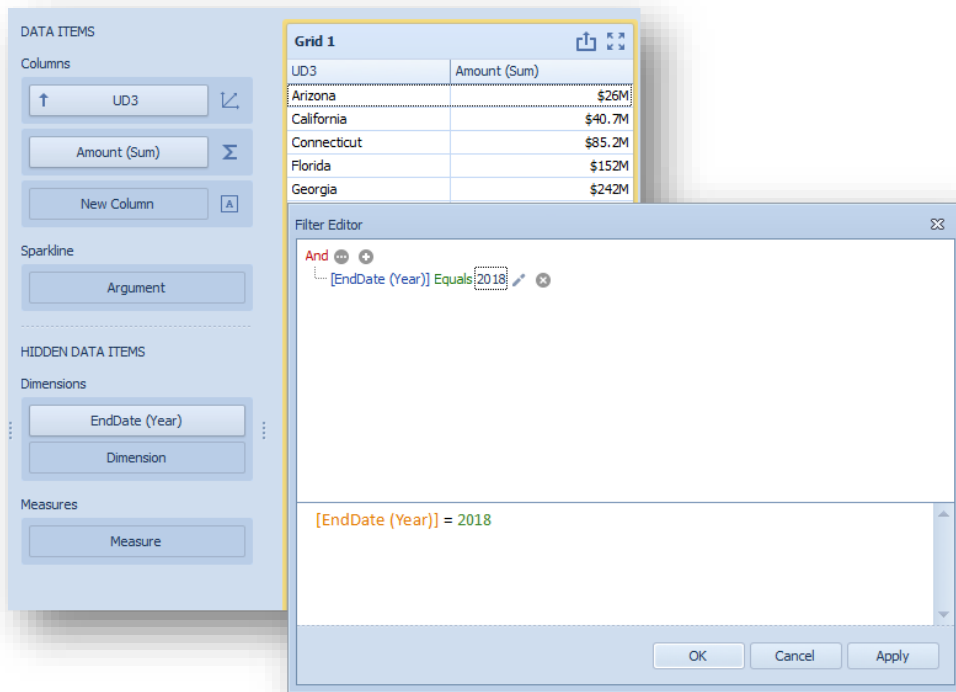 DATA ITEMS
Columns
UD3
Amount (Sum)
New Column
A
Sparkline
Argument
HIDDEN DATA ITEMS
Dimensions
EndDate (Year)
Dimension
Measures
Measure
Grid 1
UD3 Amount (Sum)
Arizona $26M
California $40.7M
Connecticut $85.2M
Florida $152M
Georgia $242M
Filter Editor
And
[EndDate (Year)] Equals 2018
[EndDate (Year)] = 2018
OK Cancel Apply